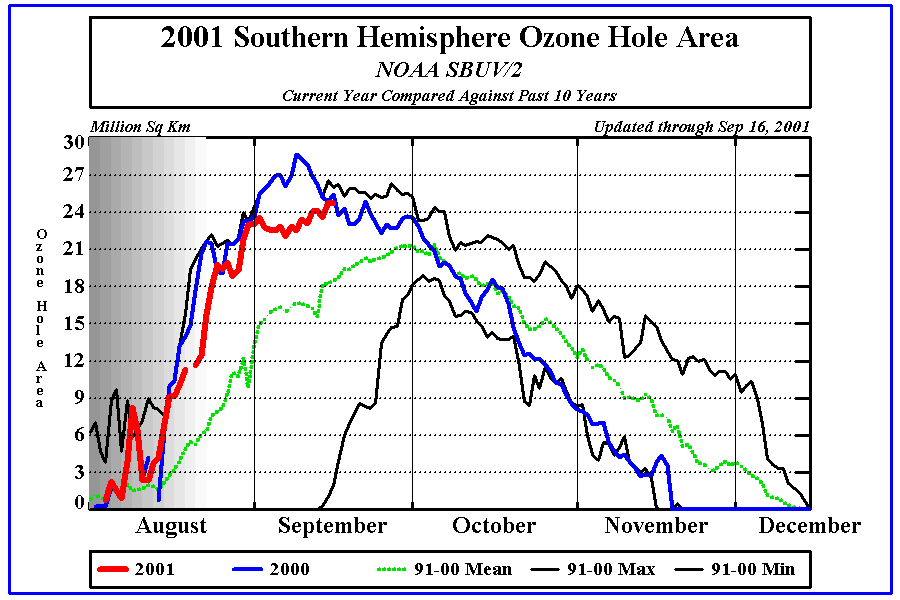 2001 Southern Hemisphere Ozone Hole Area
NOAA SBUV/2
Current Year Compared Against Past 10 Years
Million Sq Km
Updated through Sep 16, 2001
30
27
24
21
18
15
12
9
6
3
0
Ozone Hole Area
August September October November December
2001 2000 91-00 Mean 91-00 Max 91-00 Min